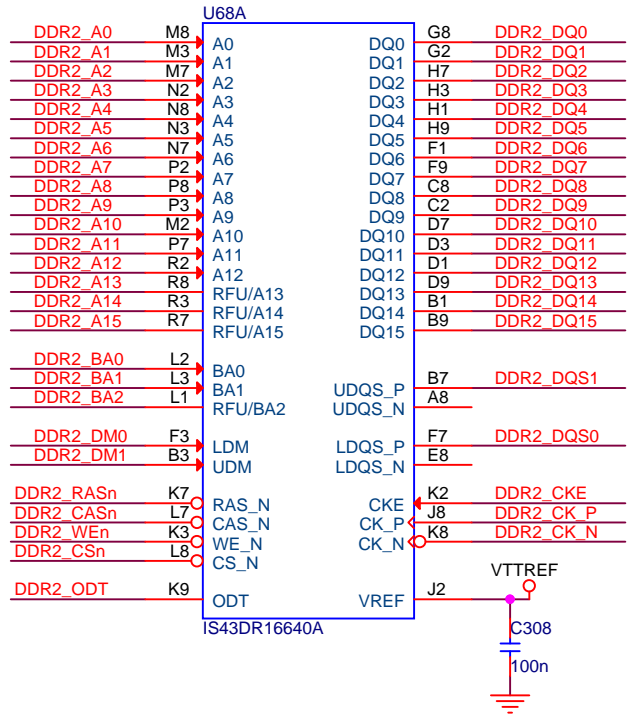 U68A
DDR2_A0 M8 A0 DQ0 G8 DDR2_DQ0
DDR2_A1 M3 A1 DQ1 G2 DDR2_DQ1
DDR2_A2 M7 A2 DQ2 H7 DDR2_DQ2
DDR2_A3 N2 A3 DQ3 H3 DDR2_DQ3
DDR2_A4 N8 A4 DQ4 H1 DDR2_DQ4
DDR2_A5 N3 A5 DQ5 H9 DDR2_DQ5
DDR2_A6 N7 A6 DQ6 F1 DDR2_DQ6
DDR2_A7 P2 A7 DQ7 F9 DDR2_DQ7
DDR2_A8 P8 A8 DQ8 C8 DDR2_DQ8
DDR2_A9 P3 A9 DQ9 C2 DDR2_DQ9
DDR2_A10 M2 A10 DQ10 D7 DDR2_DQ10
DDR2_A11 P7 A11 DQ11 D3 DDR2_DQ11
DDR2_A12 R2 A12 DQ12 D1 DDR2_DQ12
DDR2_A13 R8 RFU/A13 DQ13 D9 DDR2_DQ13
DDR2_A14 R3 RFU/A14 DQ14 B1 DDR2_DQ14
DDR2_A15 R7 RFU/A15 DQ15 B9 DDR2_DQ15
DDR2_BA0 L2 BA0
DDR2_BA1 L3 BA1 UDQS_P B7 DDR2_DQS1
DDR2_BA2 L1 RFU/BA2 UDQS_N A8
DDR2_DM0 F3 LDM LDQS_P F7 DDR2_DQS0
DDR2_DM1 B3 UDM LDQS_N E8
DDR2_RASn K7 RAS_N CKE K2 DDR2_CKE
DDR2_CASn L7 CAS_N CK_P J8 DDR2_CK_P
DDR2_WEn K3 WE_N CK_N K8 DDR2_CK_N
DDR2_CSn L8 CS_N
VTTREF
DDR2_ODT K9 ODT VREF J2
IS43DR16640A
C308
100n